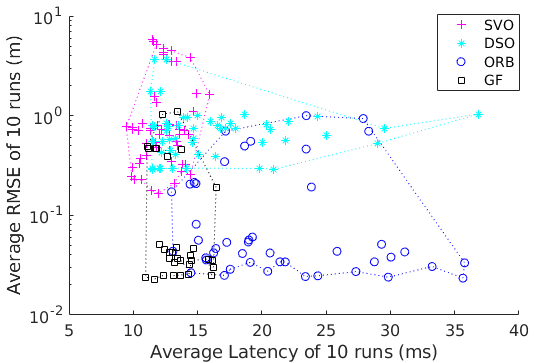 10^1
10^0
10^-1
10^-2
Average RMSE of 10 runs (m)
SVO
DSO
ORB
GF
5 10 15 20 25 30 35 40
Average Latency of 10 runs (ms)